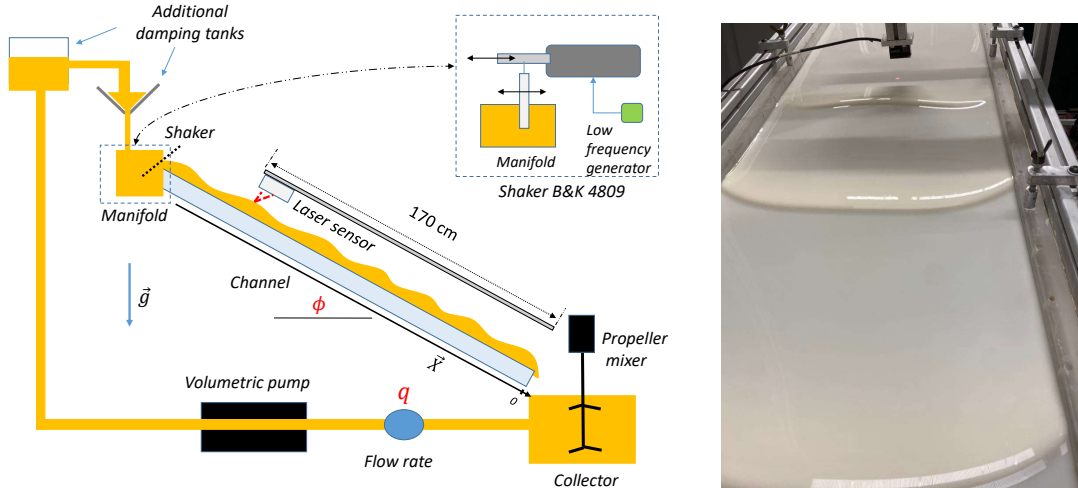 Additional
damping tanks
Shaker
Manifold
Manifold
Low
frequency
generator
Shaker B&K 4809
170 cm
Laser sensor
Channel
g
ϕ
X
0
Propeller
mixer
Volumetric pump
q
Flow rate
Collector